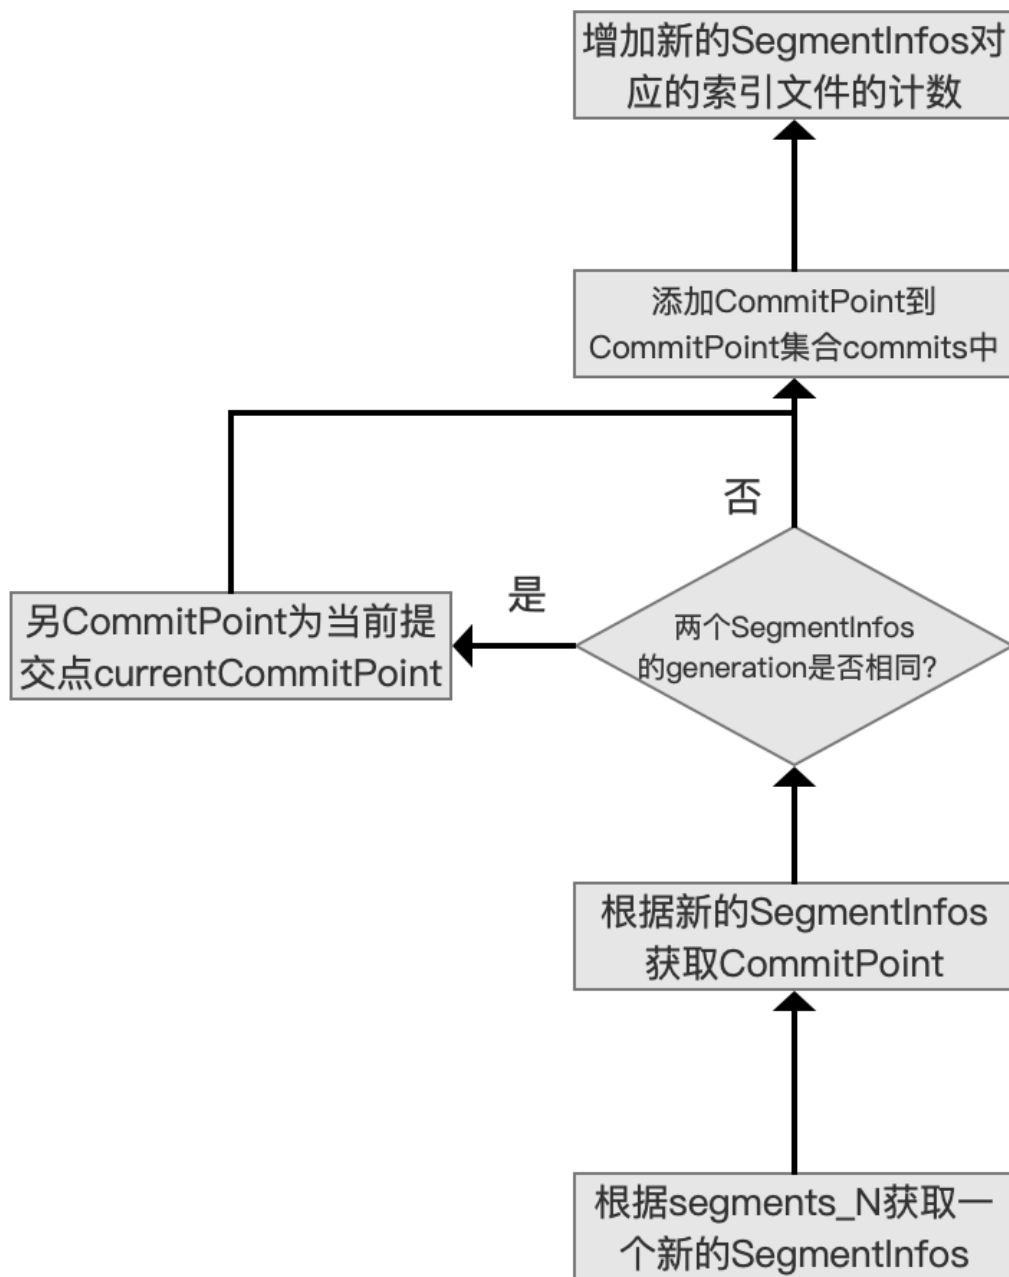 增加新的SegmentInfos对
应的索引文件的计数
添加CommitPoint到
CommitPoint集合commits中
否
是
另CommitPoint为当前提
交点currentCommitPoint
两个SegmentInfos
的generation是否相同?
根据新的SegmentInfos
获取CommitPoint
根据segments_N获取一
个新的SegmentInfos